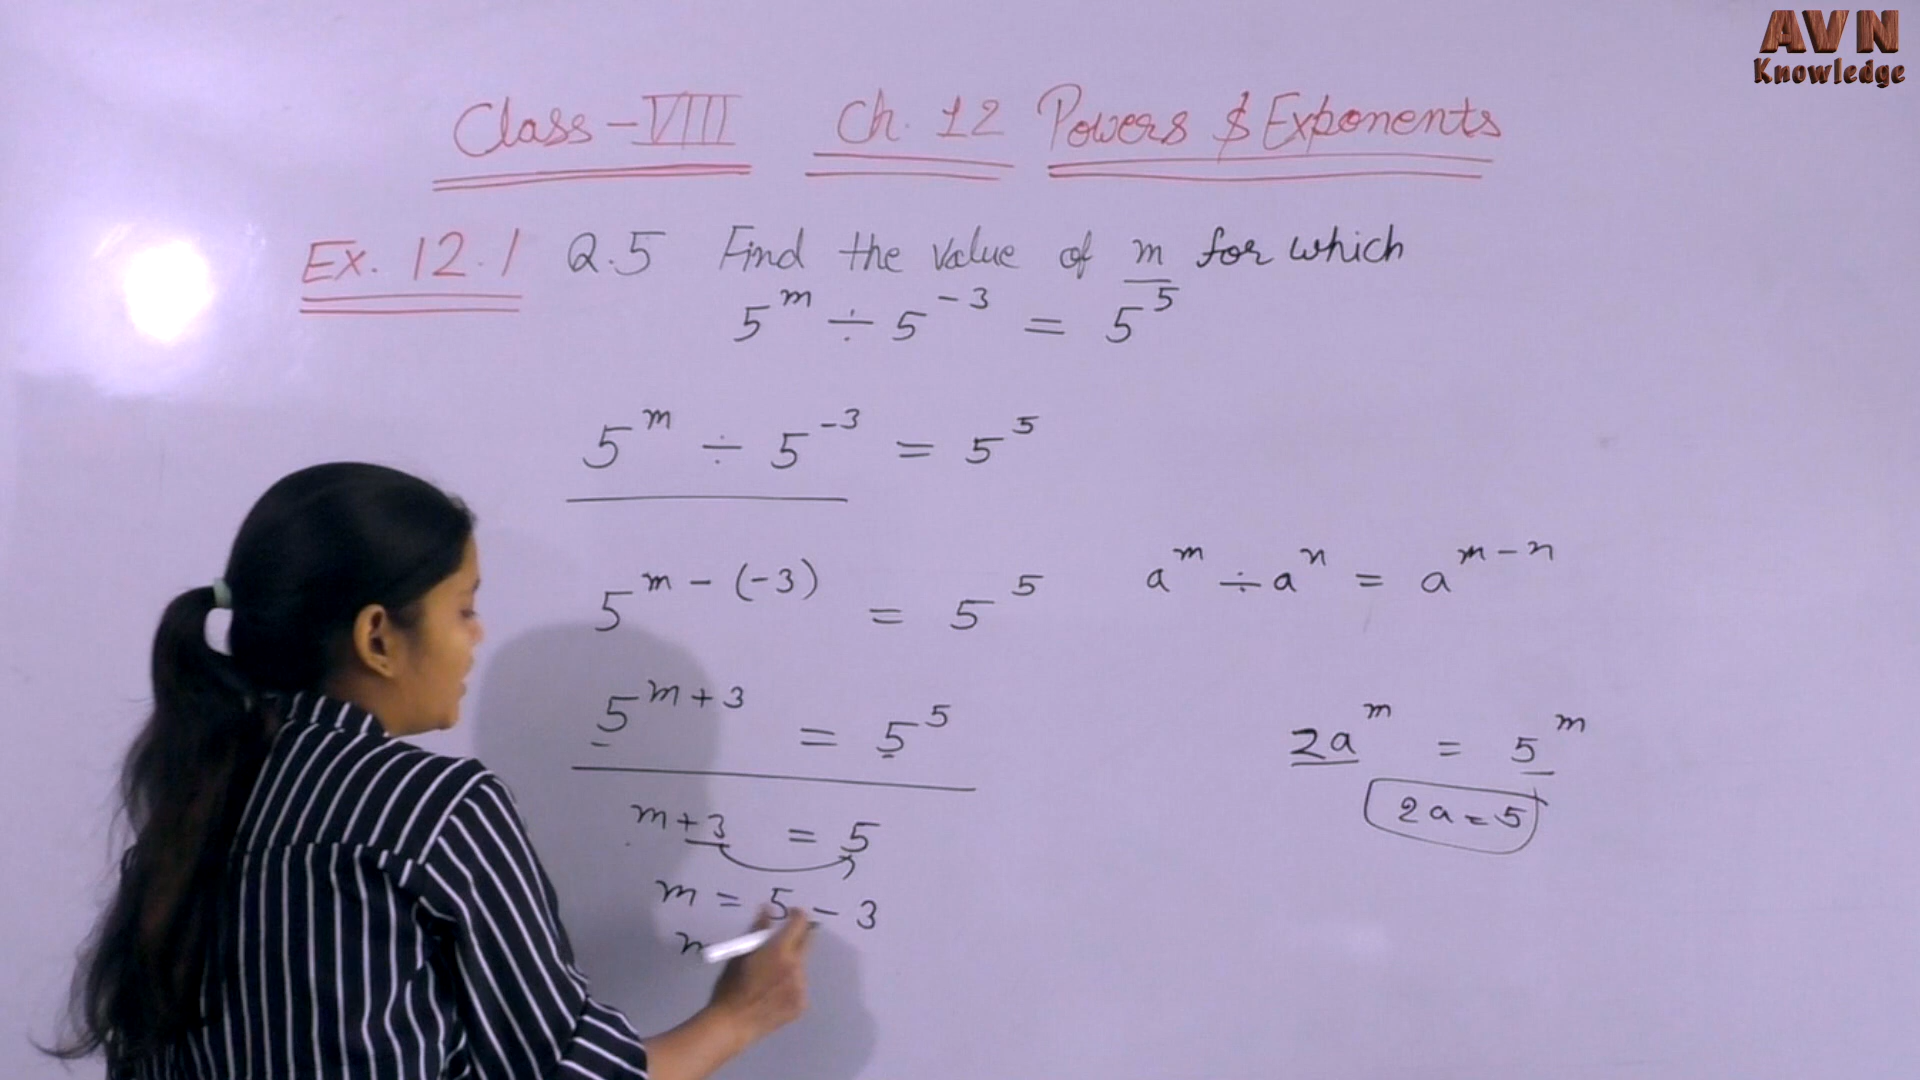 AVN
Knowledge
Class-VIII Ch. 12 Powers & Exponents
Ex. 12.1 Q.5 Find the value of m for which
5^m ÷ 5^-3 = 5^5
5^m ÷ 5^-3 = 5^5
5^m-(-3) = 5^5
a^m ÷ a^n = a^m-n
5^m+3 = 5^5
2a^m = 5^m
2a = 5
m+3 = 5
m = 5 - 3